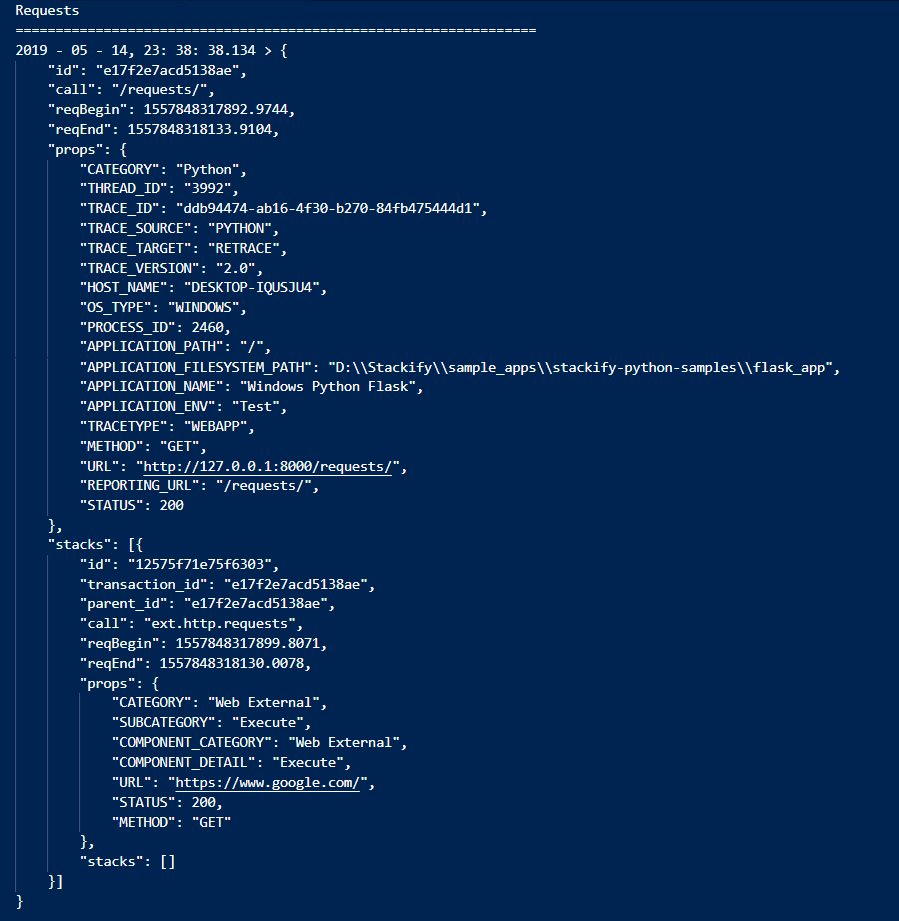 Requests
=================================================================
2019 - 05 - 14, 23: 38: 38.134 > {
    "id": "e17f2e7acd5138ae",
    "call": "/requests/",
    "reqBegin": 1557848317892.9744,
    "reqEnd": 1557848318133.9104,
    "props": {
        "CATEGORY": "Python",
        "THREAD_ID": "3992",
        "TRACE_ID": "ddb94474-ab16-4f30-b270-84fb475444d1",
        "TRACE_SOURCE": "PYTHON",
        "TRACE_TARGET": "RETRACE",
        "TRACE_VERSION": "2.0",
        "HOST_NAME": "DESKTOP-IQUSJU4",
        "OS_TYPE": "WINDOWS",
        "PROCESS_ID": 2460,
        "APPLICATION_PATH": "/",
        "APPLICATION_FILESYSTEM_PATH": "D:\\Stackify\\sample_apps\\stackify-python-samples\\flask_app",
        "APPLICATION_NAME": "Windows Python Flask",
        "APPLICATION_ENV": "Test",
        "TRACETYPE": "WEBAPP",
        "METHOD": "GET",
        "URL": "http://127.0.0.1:8000/requests/",
        "REPORTING_URL": "/requests/",
        "STATUS": 200
    },
    "stacks": [{
        "id": "12575f71e75f6303",
        "transaction_id": "e17f2e7acd5138ae",
        "parent_id": "e17f2e7acd5138ae",
        "call": "ext.http.requests",
        "reqBegin": 1557848317899.8071,
        "reqEnd": 1557848318130.0078,
        "props": {
            "CATEGORY": "Web External",
            "SUBCATEGORY": "Execute",
            "COMPONENT_CATEGORY": "Web External",
            "COMPONENT_DETAIL": "Execute",
            "URL": "https://www.google.com/",
            "STATUS": 200,
            "METHOD": "GET"
        },
        "stacks": []
    }]
}